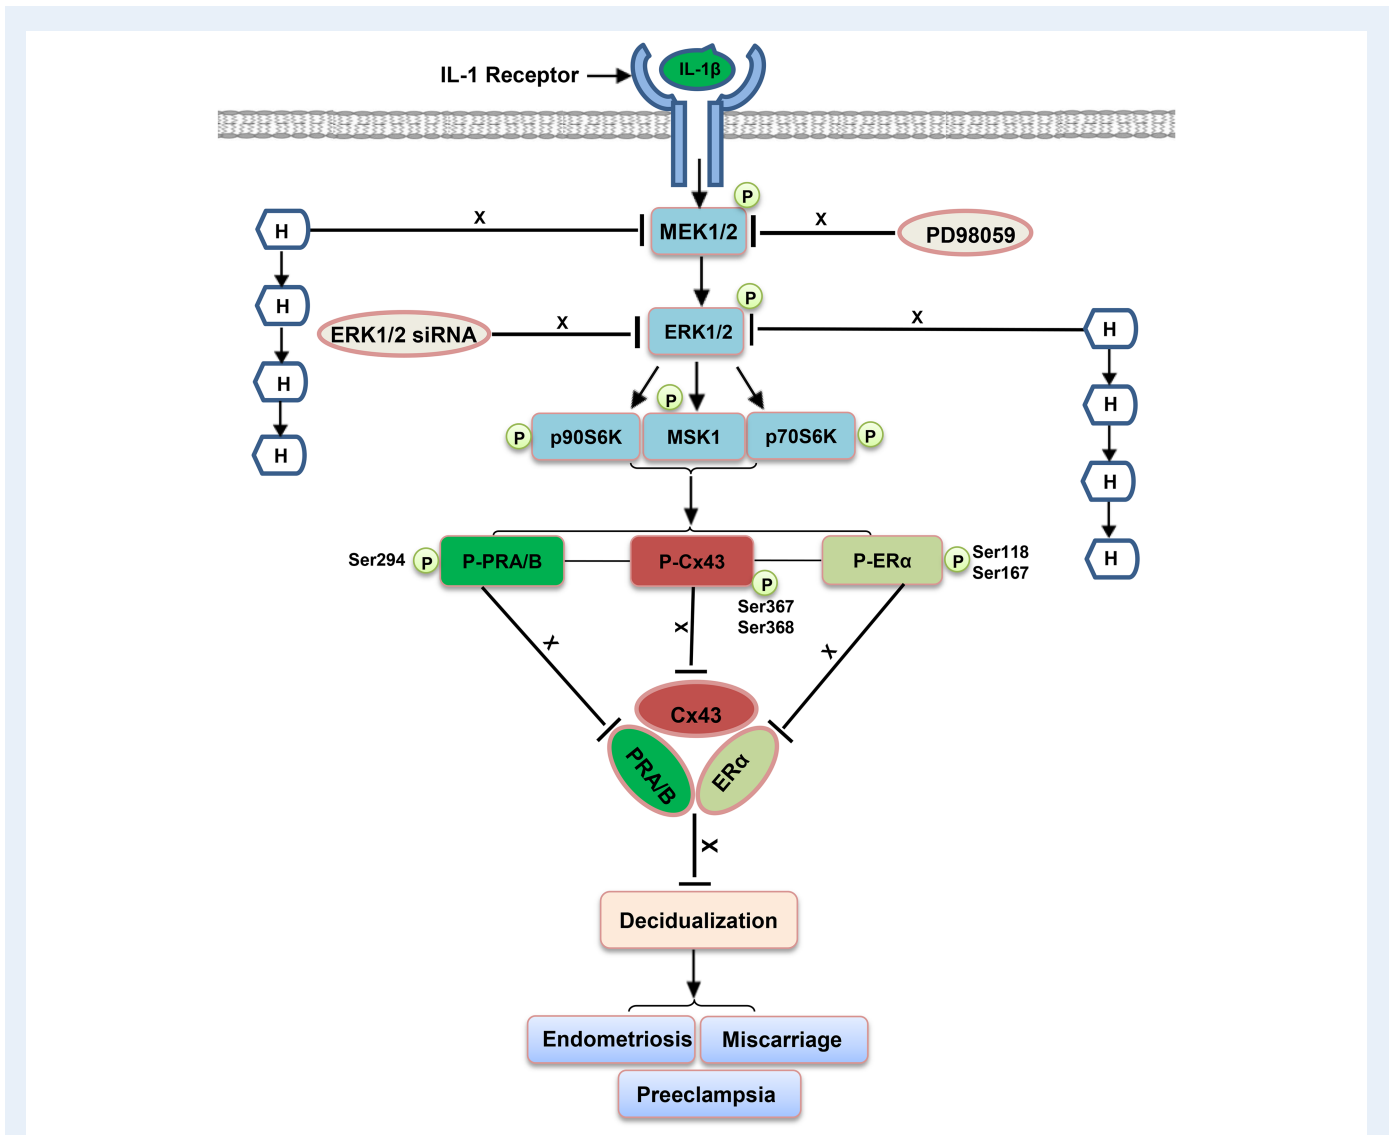 IL-1β
IL-1 Receptor
P
X
X
H
MEK1/2
PD98059
P
H
ERK1/2 siRNA
X
ERK1/2
X
H
H
P
H
P
p90S6K
MSK1
p70S6K
P
H
H
Ser294
P
P-PRA/B
P-Cx43
P-ERα
P
Ser118
Ser167
H
P
Ser367
Ser368
X
X
X
Cx43
PRA/B
ERα
X
Decidualization
Endometriosis
Miscarriage
Preeclampsia